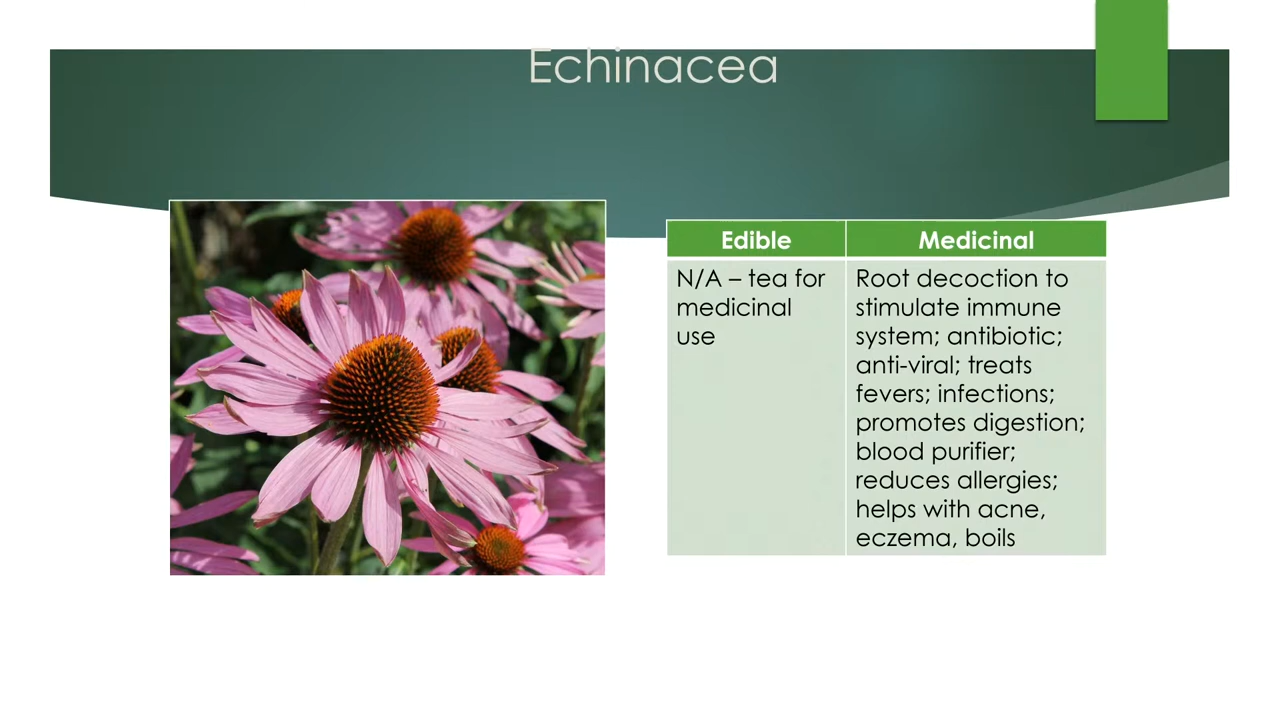 Echinacea
Edible
Medicinal
N/A – tea for
medicinal
use
Root decoction to
stimulate immune
system; antibiotic;
anti-viral; treats
fevers; infections;
promotes digestion;
blood purifier;
reduces allergies;
helps with acne,
eczema, boils